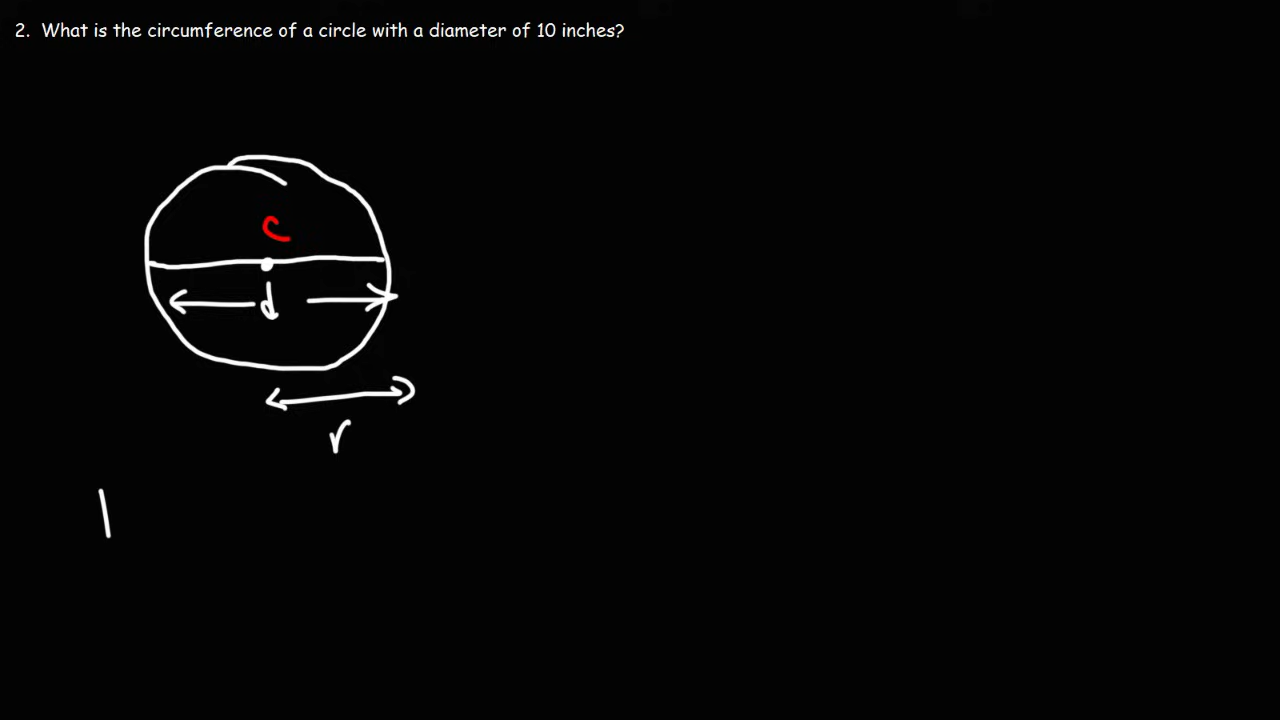 2. What is the circumference of a circle with a diameter of 10 inches?
c
d
r